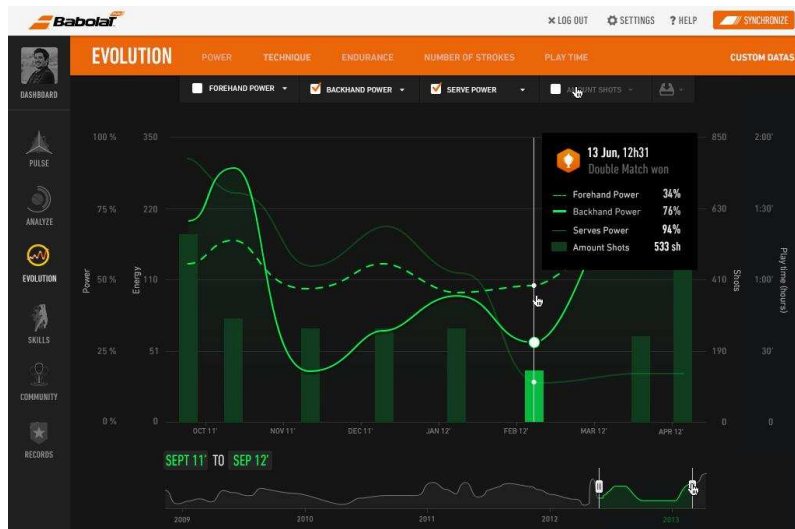 Babolat
LOG OUT
SETTINGS
? HELP
SYNCHRONIZE
EVOLUTION
POWER
TECHNIQUE
ENDURANCE
NUMBER OF STROKES
PLAY TIME
CUSTOM DATAS
DASHBOARD
FOREHAND POWER
BACKHAND POWER
SERVE POWER
SHOTS
PULSE
ANALYZE
EVOLUTION
SKILLS
COMMUNITY
RECORDS
100 % 350 850 2:00'
75 % 220 630 1:30'
50 % 110 410 1:00'
25 % 51 190 30'
0 % 0 0 0
Power
Energy
Shots
Play time (hours)
13 Jun, 12h31
Double Match won
Forehand Power 34%
Backhand Power 76%
Serves Power 94%
Amount Shots 533 sh
OCT 11' NOV 11' DEC 11' JAN 12' FEB 12' MAR 12' APR 12'
SEPT 11' TO SEP 12'
2009 2010 2011 2012 2013